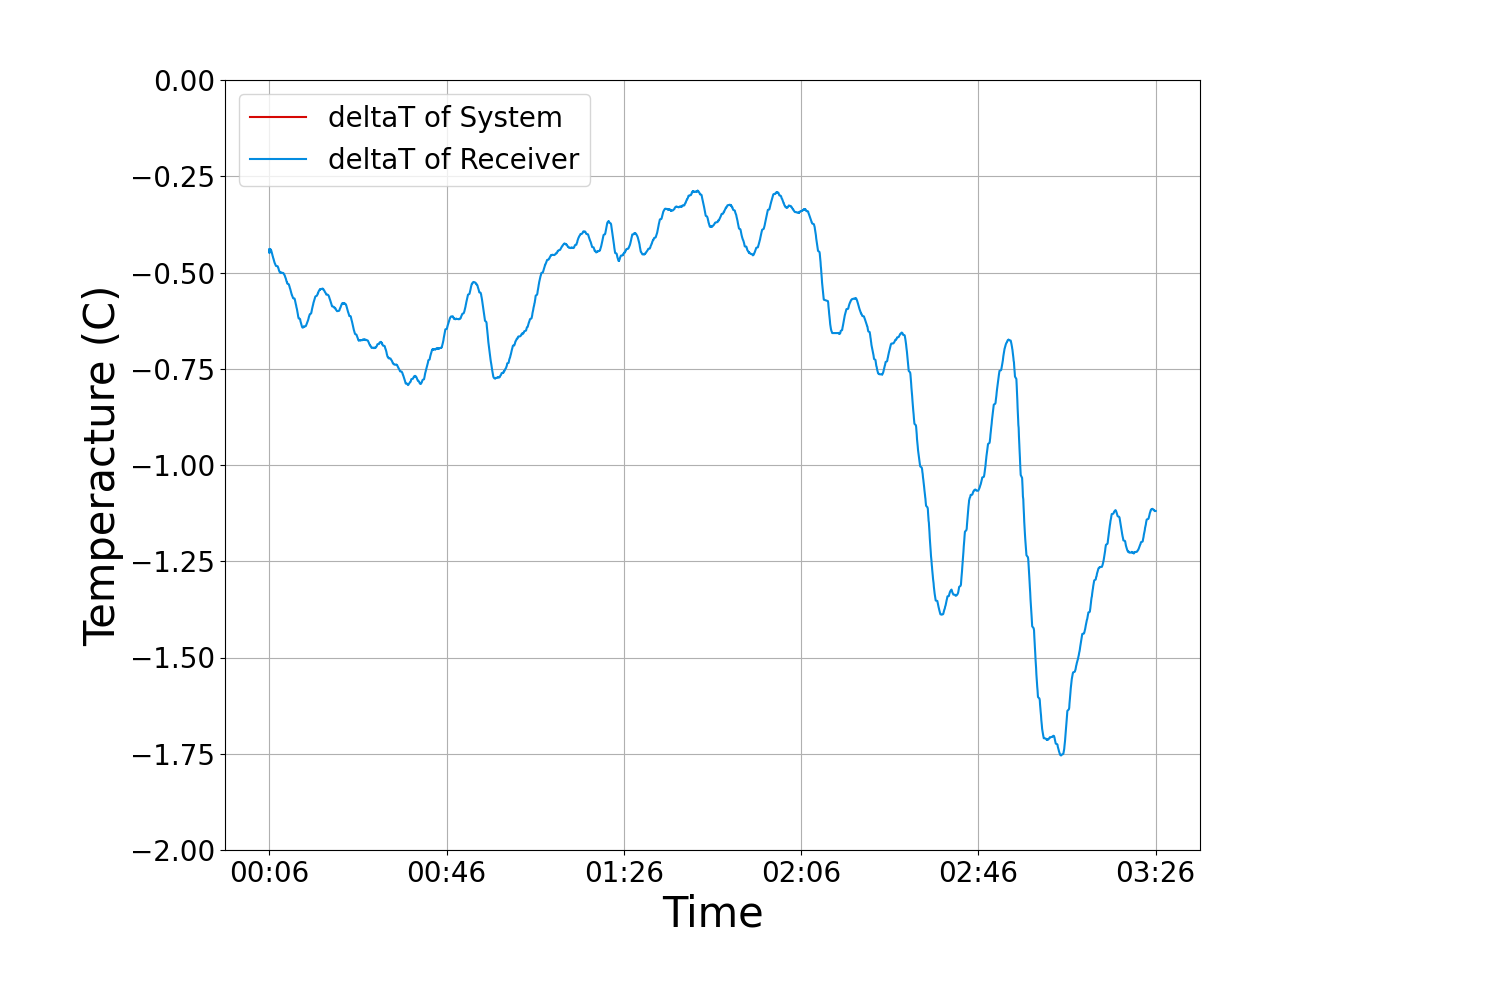 0.00
deltaT of System
deltaT of Receiver
−0.25
−0.50
−0.75
−1.00
−1.25
−1.50
−1.75
−2.00
Temperacture (C)
00:06 00:46 01:26 02:06 02:46 03:26
Time